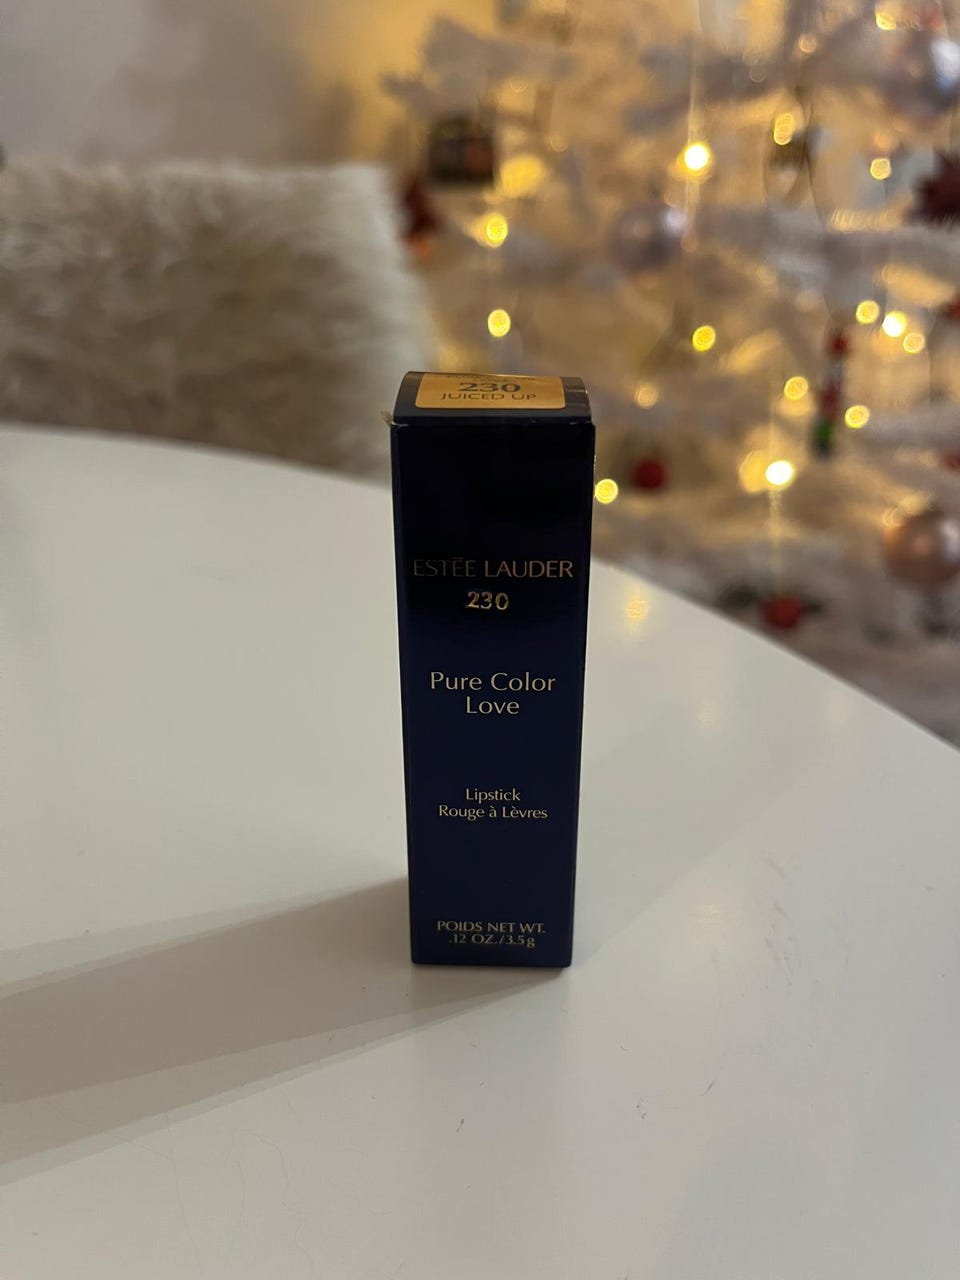 230
JUICED UP
ESTĒE LAUDER
230
Pure Color
Love
Lipstick
Rouge à Lèvres
POIDS NET WT.
.12 OZ./3.5g